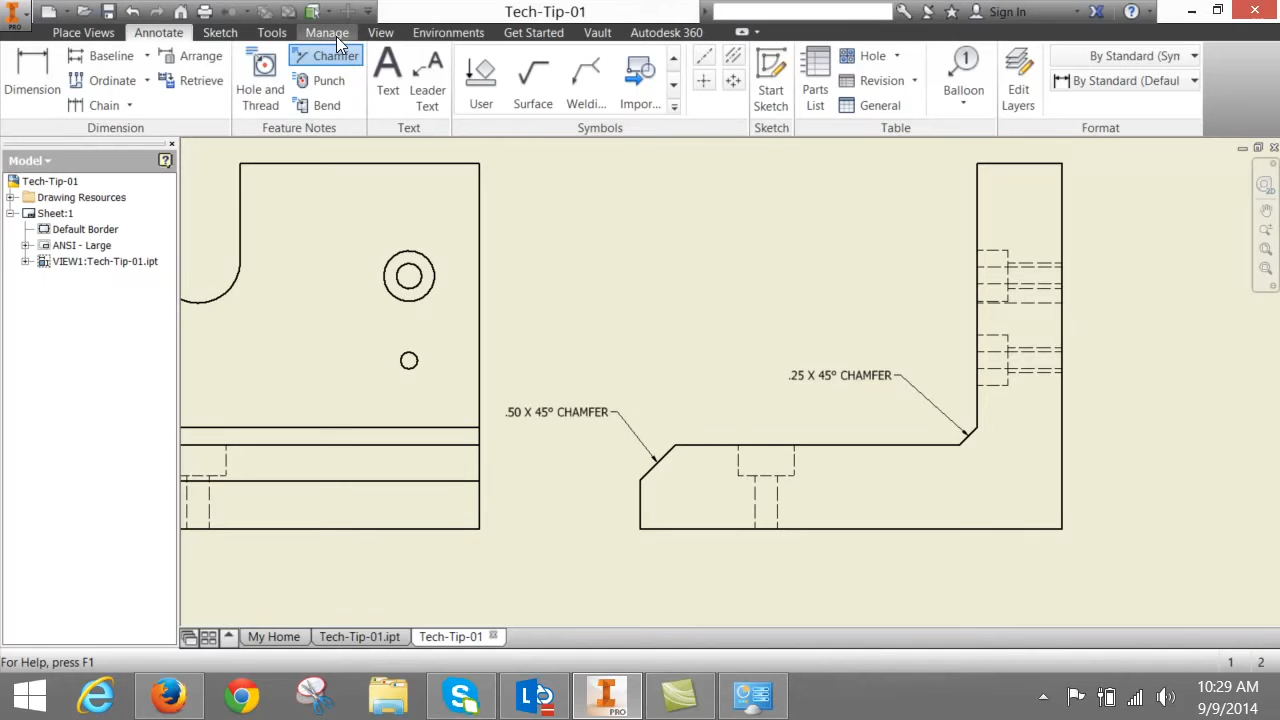 Tech-Tip-01
Sign In
PRO
Place Views Annotate Sketch Tools Manage View Environments Get Started Vault Autodesk 360
Dimension
Baseline
Ordinate
Chain
Arrange
Retrieve
Dimension
Hole and
Thread
Chamfer
Punch
Bend
Feature Notes
Text
Leader
Text
Text
User
Surface
Weldi...
Impor...
Symbols
Start
Sketch
Sketch
Parts
List
Hole
Revision
General
Table
Balloon
Edit
Layers
By Standard (Syn
By Standard (Defaul
Format
Model
Tech-Tip-01
Drawing Resources
Sheet:1
Default Border
ANSI - Large
VIEW1:Tech-Tip-01.ipt
.25 X 45° CHAMFER
.50 X 45° CHAMFER
My Home
Tech-Tip-01.ipt
Tech-Tip-01
For Help, press F1
1 2
PRO
10:29 AM
9/9/2014